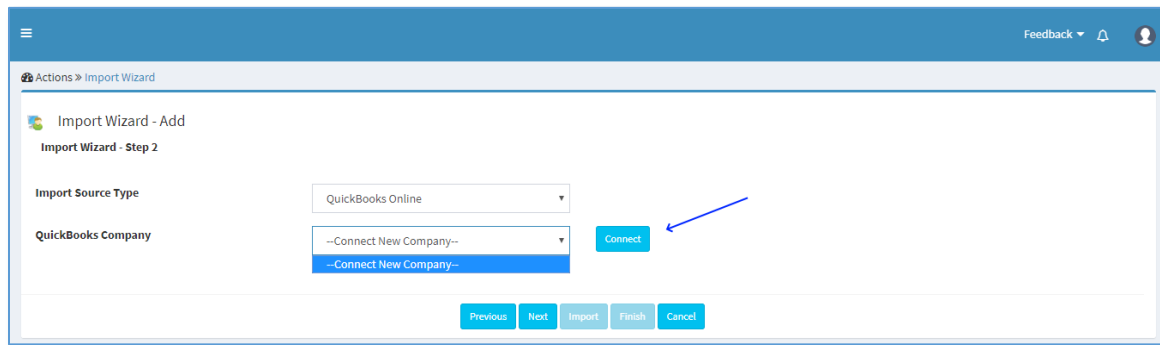 Feedback
Actions » Import Wizard
Import Wizard - Add
Import Wizard - Step 2
Import Source Type
QuickBooks Online
QuickBooks Company
--Connect New Company--
Connect
--Connect New Company--
Previous Next Import Finish Cancel